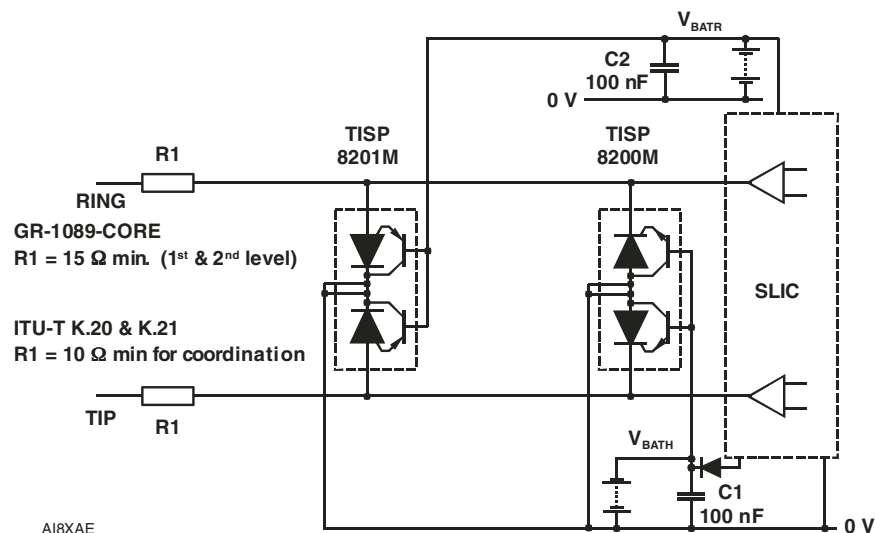 V_BATR
C2
100 nF
0 V
TISP
8201M
TISP
8200M
R1
RING
GR-1089-CORE
R1 = 15 Ω min. (1st & 2nd level)
SLIC
ITU-T K.20 & K.21
R1 = 10 Ω min for coordination
TIP
R1
V_BATH
C1
100 nF
0 V
AI8XAE